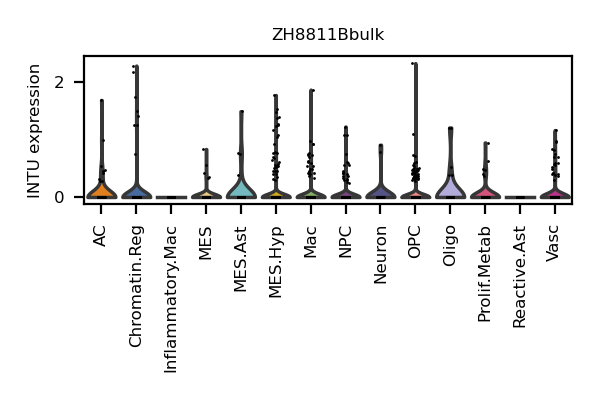 ZH8811Bbulk
INTU expression
2
0
AC
Chromatin.Reg
Inflammatory.Mac
MES
MES.Ast
MES.Hyp
Mac
NPC
Neuron
OPC
Oligo
Prolif.Metab
Reactive.Ast
Vasc